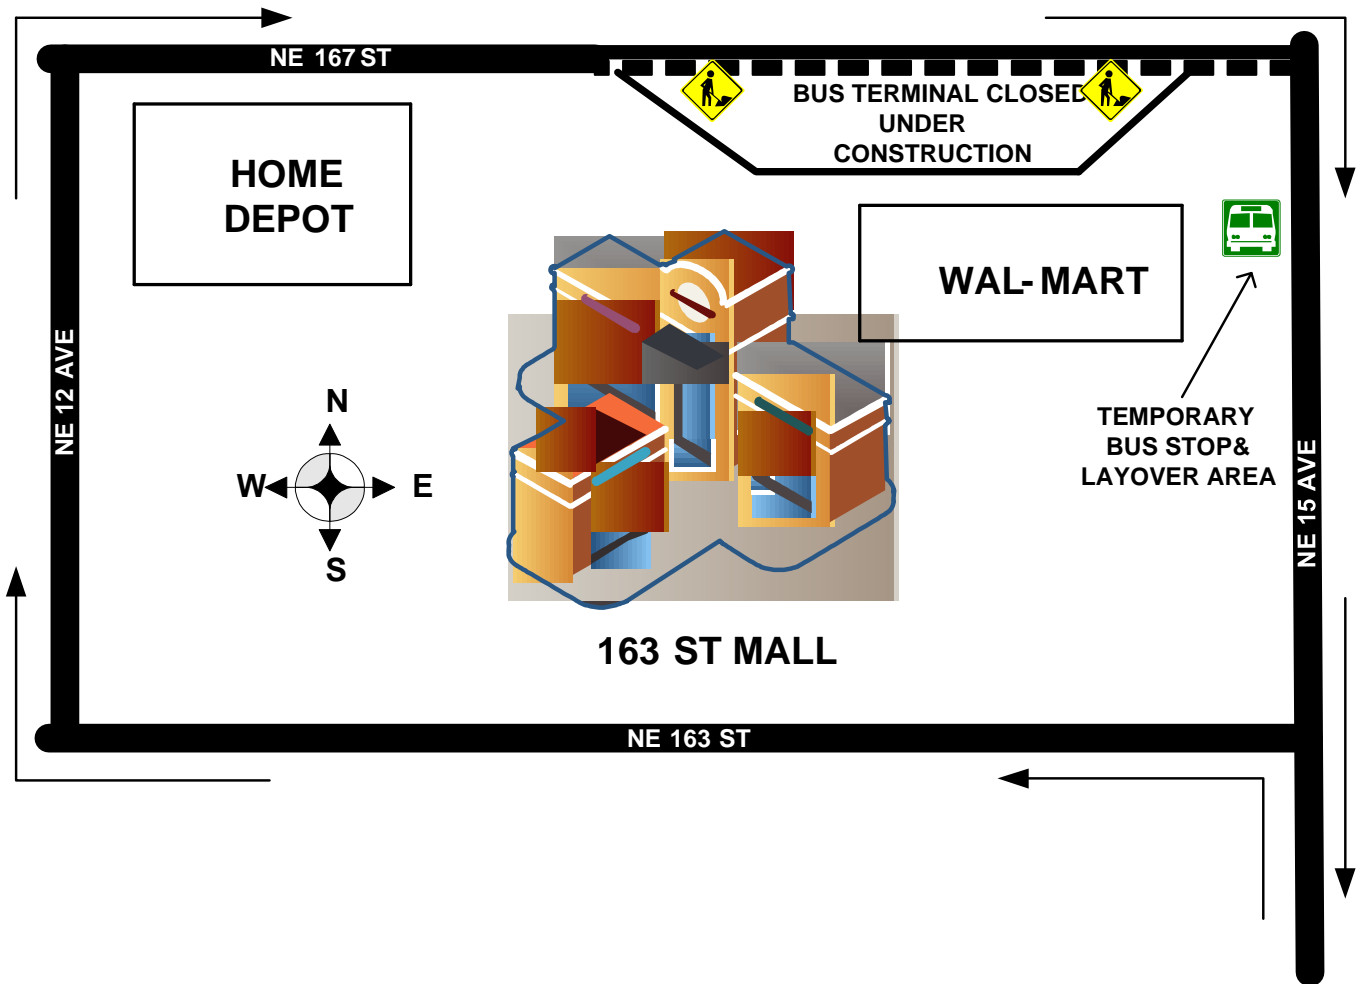 NE 167 ST
BUS TERMINAL CLOSED
UNDER
CONSTRUCTION
HOME
DEPOT
WAL-MART
NE 12 AVE
N
W
E
S
TEMPORARY
BUS STOP&
LAYOVER AREA
NE 15 AVE
163 ST MALL
NE 163 ST